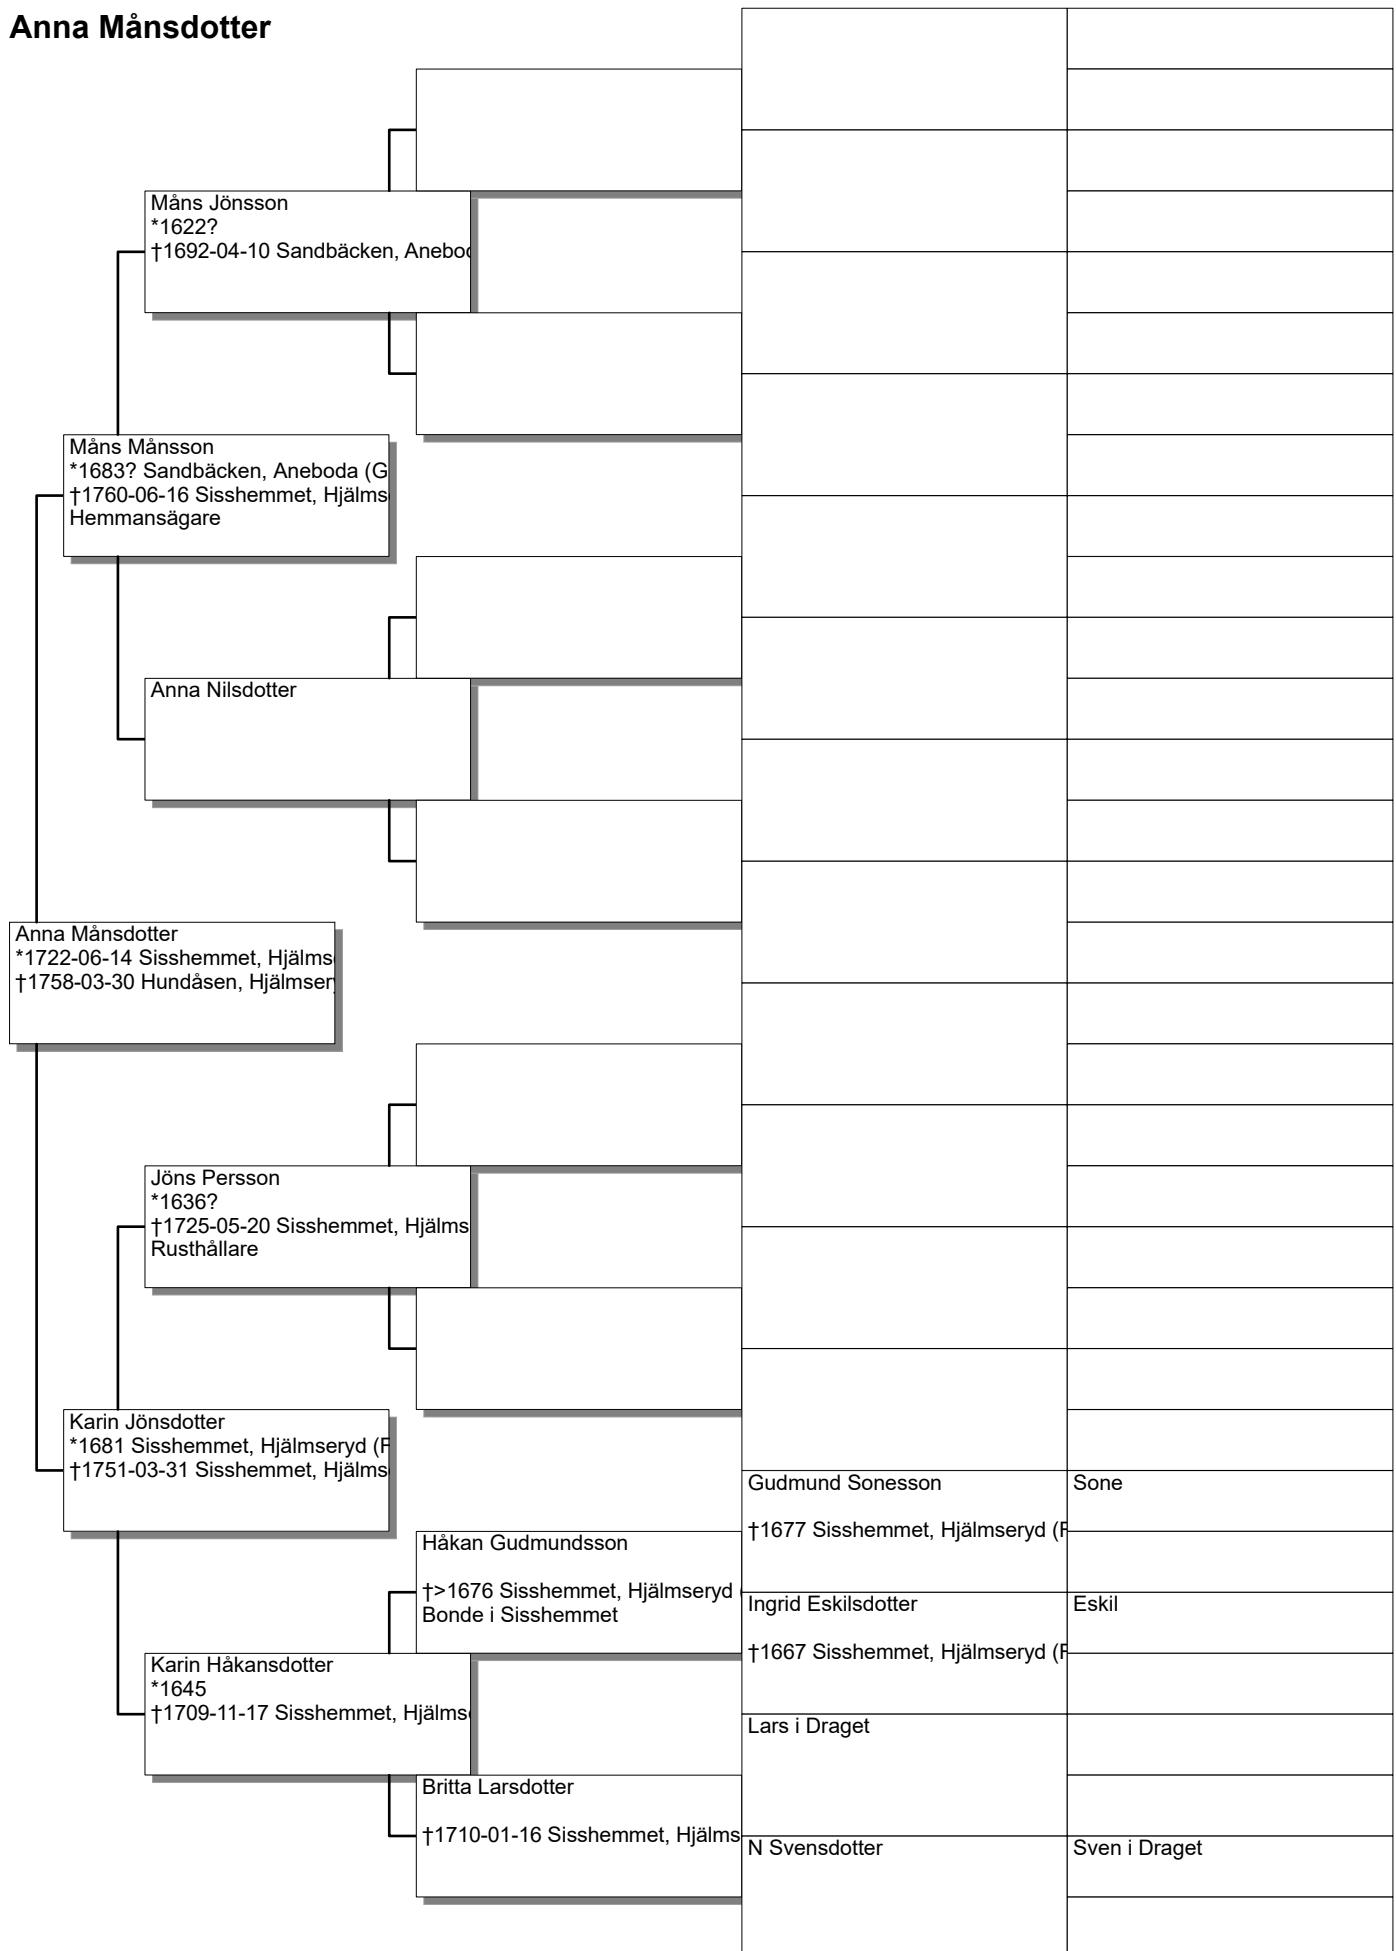 Anna Månsdotter
Måns Jönsson
*1622?
†1692-04-10 Sandbäcken, Anebod
Måns Månsson
*1683? Sandbäcken, Aneboda (G
†1760-06-16 Sisshemmet, Hjälms
Hemmansägare
Anna Nilsdotter
Anna Månsdotter
*1722-06-14 Sisshemmet, Hjälmse
†1758-03-30 Hundåsen, Hjälmsery
Jöns Persson
*1636?
†1725-05-20 Sisshemmet, Hjälms
Rusthållare
Karin Jönsdotter
*1681 Sisshemmet, Hjälmseryd (F
†1751-03-31 Sisshemmet, Hjälms
Karin Håkansdotter
*1645
†1709-11-17 Sisshemmet, Hjälmse
Håkan Gudmundsson
†>1676 Sisshemmet, Hjälmseryd (
Bonde i Sisshemmet
Britta Larsdotter
†1710-01-16 Sisshemmet, Hjälms
Gudmund Sonesson
†1677 Sisshemmet, Hjälmseryd (F
Ingrid Eskilsdotter
†1667 Sisshemmet, Hjälmseryd (F
Lars i Draget
N Svensdotter
Sone
Eskil
Sven i Draget